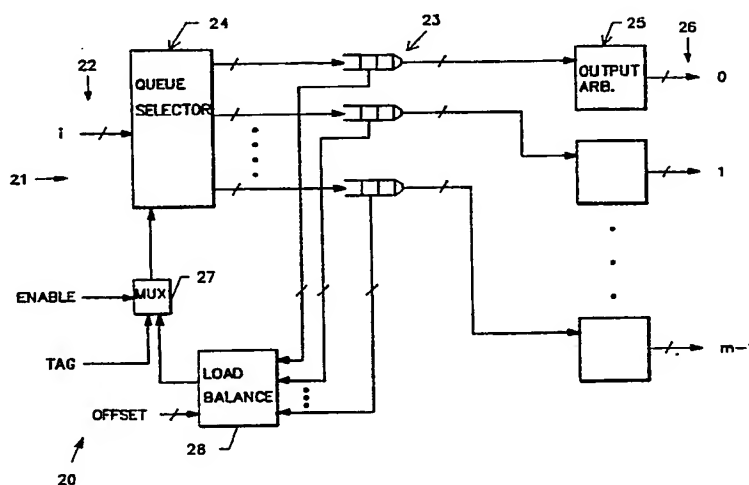 24
23
25
26
22
QUEUE
SELECTOR
OUTPUT
ARB.
0
i
21
1
27
MUX
ENABLE
TAG
LOAD
BALANCE
m-1
OFFSET
28
20